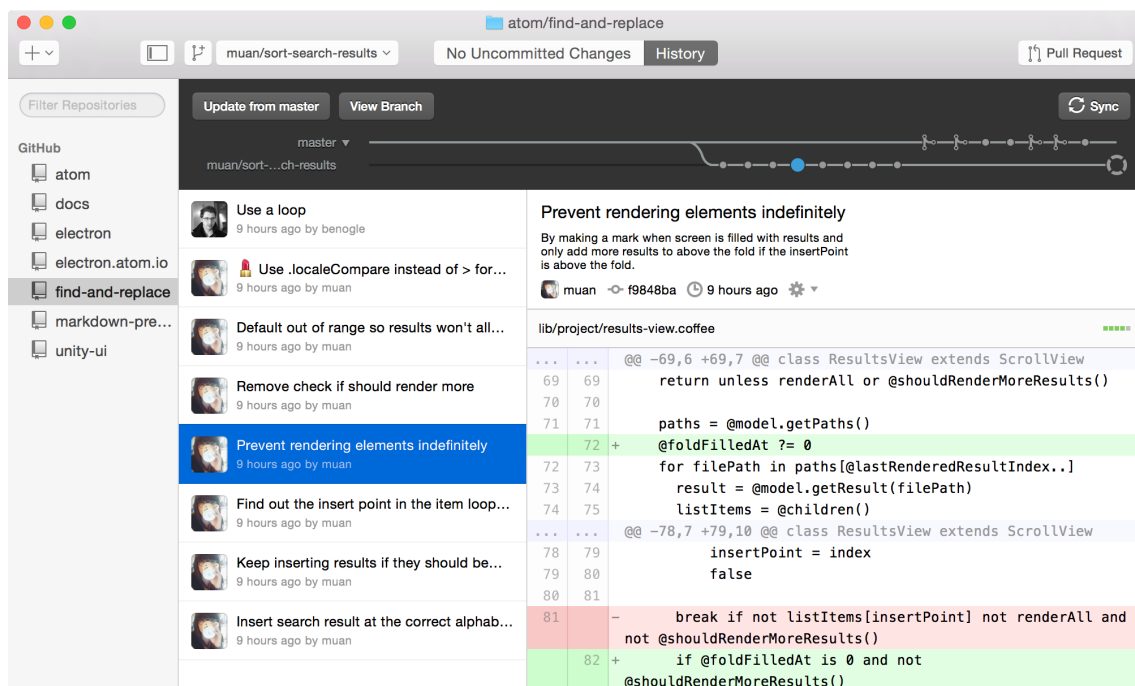 atom/find-and-replace
muan/sort-search-results
No Uncommitted Changes
History
Pull Request
Filter Repositories
GitHub
atom
docs
electron
electron.atom.io
find-and-replace
markdown-pre...
unity-ui
Update from master
View Branch
Sync
master
muan/sort-...ch-results
Use a loop
9 hours ago by benogle
Use .localeCompare instead of > for...
9 hours ago by muan
Default out of range so results won't all...
9 hours ago by muan
Remove check if should render more
9 hours ago by muan
Prevent rendering elements indefinitely
9 hours ago by muan
Find out the insert point in the item loop...
9 hours ago by muan
Keep inserting results if they should be...
9 hours ago by muan
Insert search result at the correct alphab...
9 hours ago by muan
Prevent rendering elements indefinitely
By making a mark when screen is filled with results and
only add more results to above the fold if the insertPoint
is above the fold.
muan f9848ba 9 hours ago
lib/project/results-view.coffee
... ... @@ -69,6 +69,7 @@ class ResultsView extends ScrollView
69 69 return unless renderAll or @shouldRenderMoreResults()
70 70
71 71 paths = @model.getPaths()
72 + @foldFilledAt ?= 0
72 73 for filePath in paths[@lastRenderedResultIndex..]
73 74 result = @model.getResult(filePath)
74 75 listItems = @children()
... ... @@ -78,7 +79,10 @@ class ResultsView extends ScrollView
78 79 insertPoint = index
79 80 false
80 81
81 - break if not listItems[insertPoint] not renderAll and
not @shouldRenderMoreResults()
82 + if @foldFilledAt is 0 and not
@shouldRenderMoreResults()